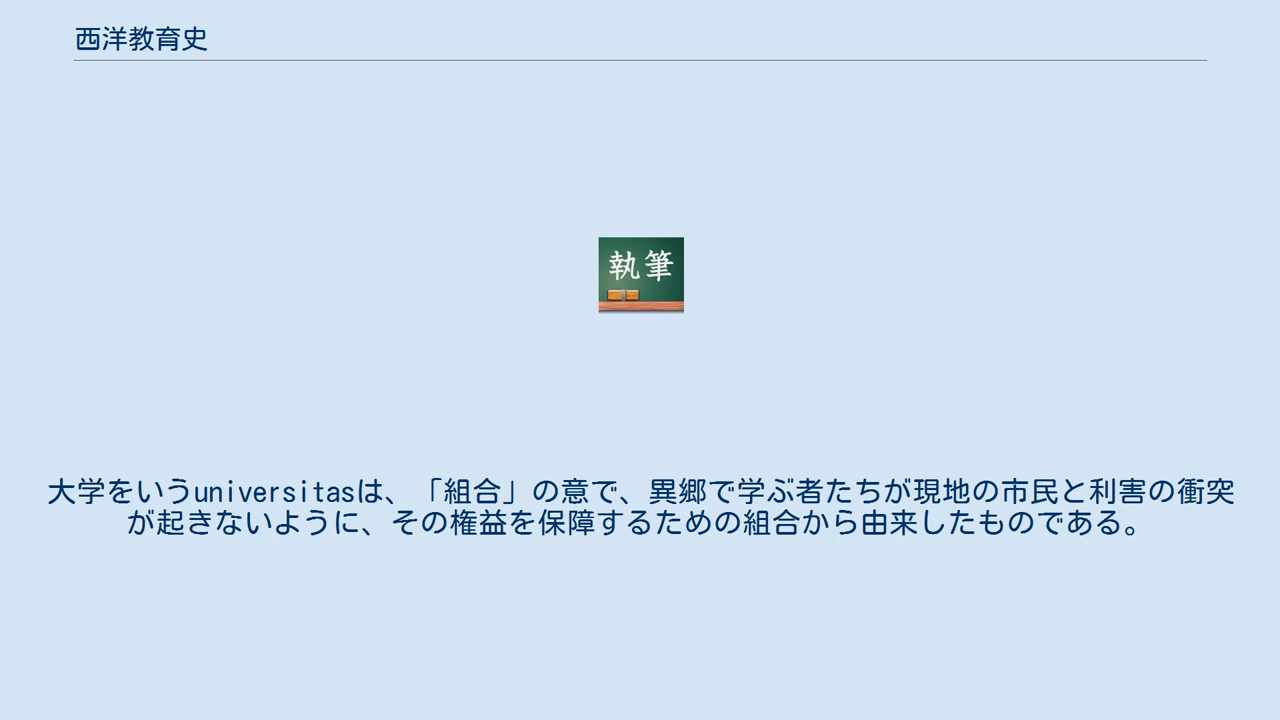 西洋教育史
執筆
大学をいうuniversitasは、「組合」の意で、異郷で学ぶ者たちが現地の市民と利害の衝突
が起きないように、その権益を保障するための組合から由来したものである。